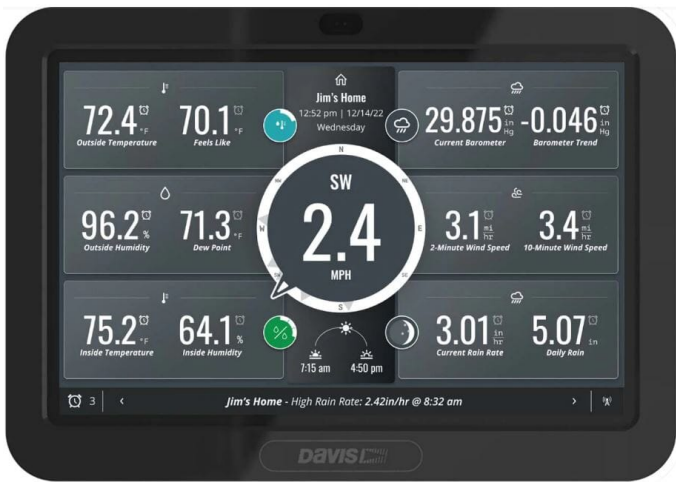 Jim's Home
12:52 pm | 12/14/22
Wednesday
72.4 °F 70.1 °F
Outside Temperature Feels Like
29.875 in Hg -0.046 in Hg
Current Barometer Barometer Trend
96.2 % 71.3 °F
Outside Humidity Dew Point
N
SW
2.4
MPH
W E
S
3.1 mi hr 3.4 mi hr
2-Minute Wind Speed 10-Minute Wind Speed
75.2 °F 64.1 %
Inside Temperature Inside Humidity
7:15 am 4:50 pm
3.01 in hr 5.07 in
Current Rain Rate Daily Rain
3 < Jim's Home - High Rain Rate: 2.42in/hr @ 8:32 am >
DAVIS